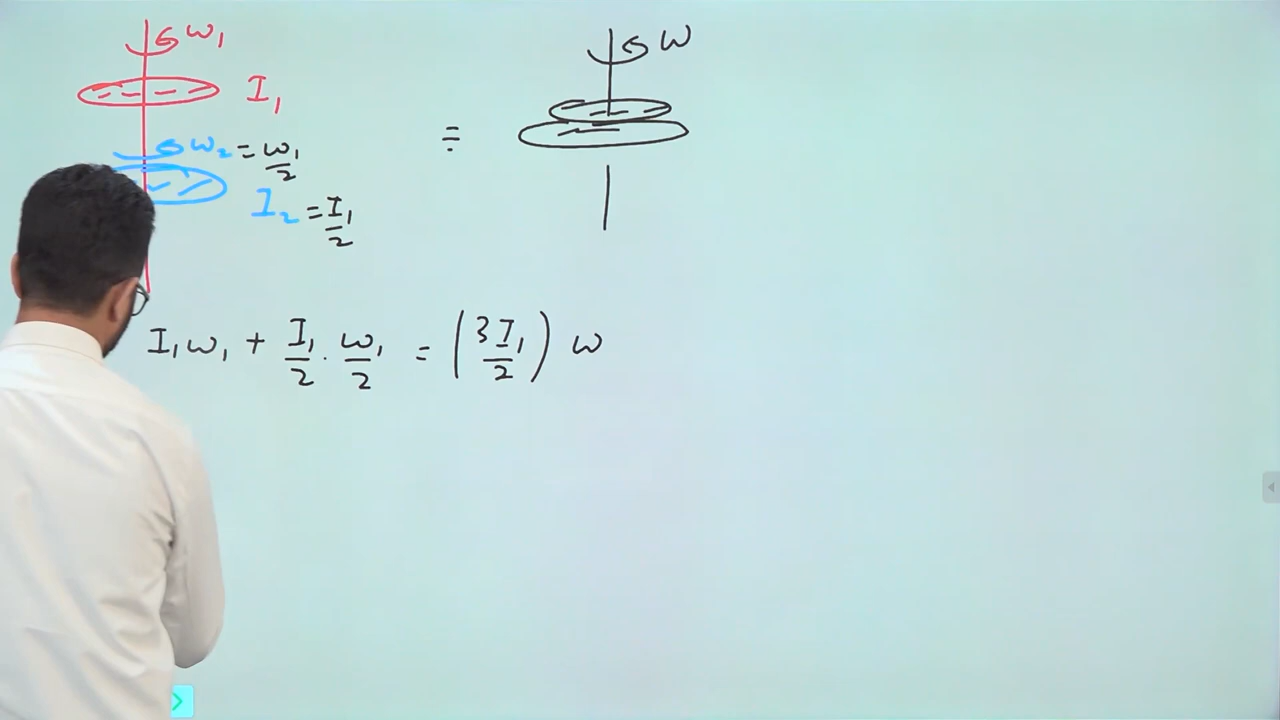 ω₁
I₁
ω₂ = ω₁/2
I₂ = I₁/2
=
ω
I₁ω₁ + I₁/2 · ω₁/2 = (3I₁/2) ω